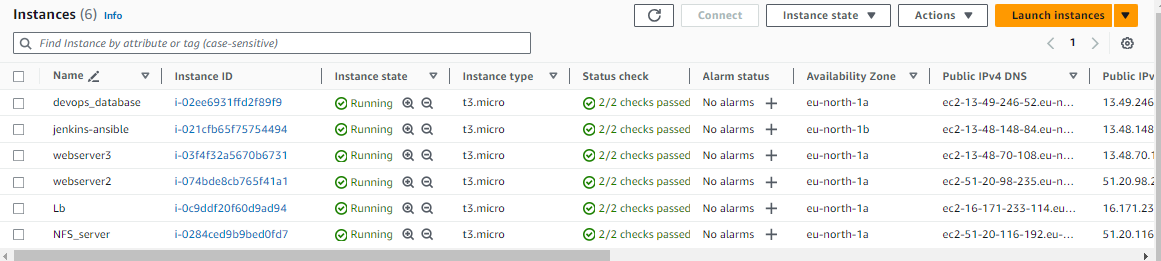 Instances (6) Info Connect Instance state Actions Launch instances
Find Instance by attribute or tag (case-sensitive) 1
Name Instance ID Instance state Instance type Status check Alarm status Availability Zone Public IPv4 DNS Public IPv
devops_database i-02ee6931ffd2f89f9 Running t3.micro 2/2 checks passed No alarms eu-north-1a ec2-13-49-246-52.eu-n... 13.49.246
jenkins-ansible i-021cfb65f75754494 Running t3.micro 2/2 checks passed No alarms eu-north-1b ec2-13-48-148-84.eu-n... 13.48.148
webserver3 i-03f4f32a5670b6731 Running t3.micro 2/2 checks passed No alarms eu-north-1a ec2-13-48-70-108.eu-n... 13.48.70.1
webserver2 i-074bde8cb765f41a1 Running t3.micro 2/2 checks passed No alarms eu-north-1a ec2-51-20-98-235.eu-n... 51.20.98.2
Lb i-0c9ddf20f60d9ad94 Running t3.micro 2/2 checks passed No alarms eu-north-1a ec2-16-171-233-114.eu... 16.171.23
NFS_server i-0284ced9b9bed0fd7 Running t3.micro 2/2 checks passed No alarms eu-north-1a ec2-51-20-116-192.eu-n... 51.20.116